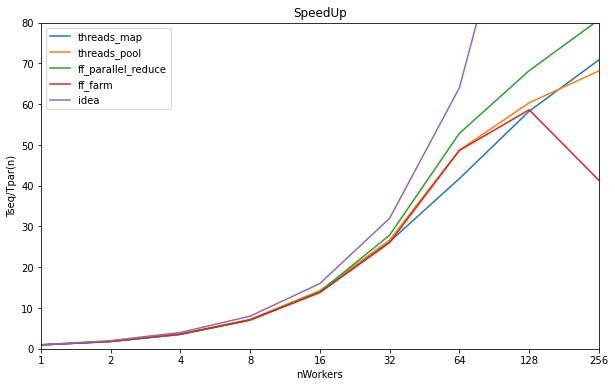 SpeedUp
threads_map
threads_pool
ff_parallel_reduce
ff_farm
idea
Tseq/Tpar(n)
80
70
60
50
40
30
20
10
0
1 2 4 8 16 32 64 128 256
nWorkers